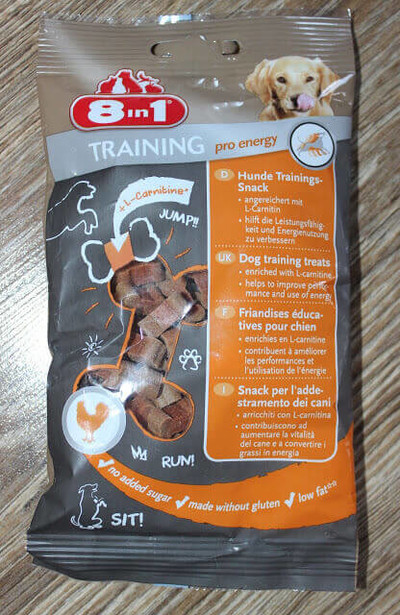 8in1
TRAINING pro energy
+L-Carnitine*
JUMP!!
D
Hunde Trainings-
Snack
• angereichert mit
L-Carnitin
• hilft die Leistungsfähig-
keit und Energienutzung
zu verbessern
UK
Dog training treats
• enriched with L-carnitine
• helps to improve perfor-
mance and use of energy
F
Friandises éduca-
tives pour chien
• enrichies en L-carnitine
• contribuent à améliorer
les performances et
l'utilisation de l'énergie
I
Snack per l'adde-
stramento dei cani
• arricchiti con L-carnitina
• contribuiscono ad
aumentare la vitalità
del cane e a convertire i
grassi in energia
RUN!
✓ no added sugar ✓ made without gluten ✓ low fat**
SIT!